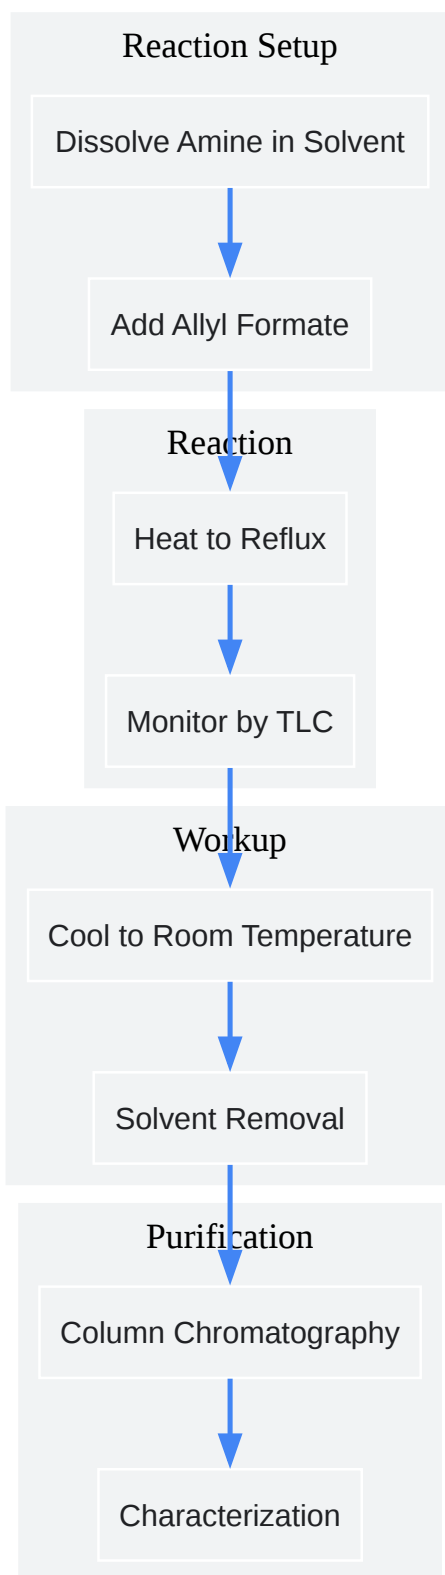 Reaction Setup
Dissolve Amine in Solvent
Add Allyl Formate
Reaction
Heat to Reflux
Monitor by TLC
Workup
Cool to Room Temperature
Solvent Removal
Purification
Column Chromatography
Characterization